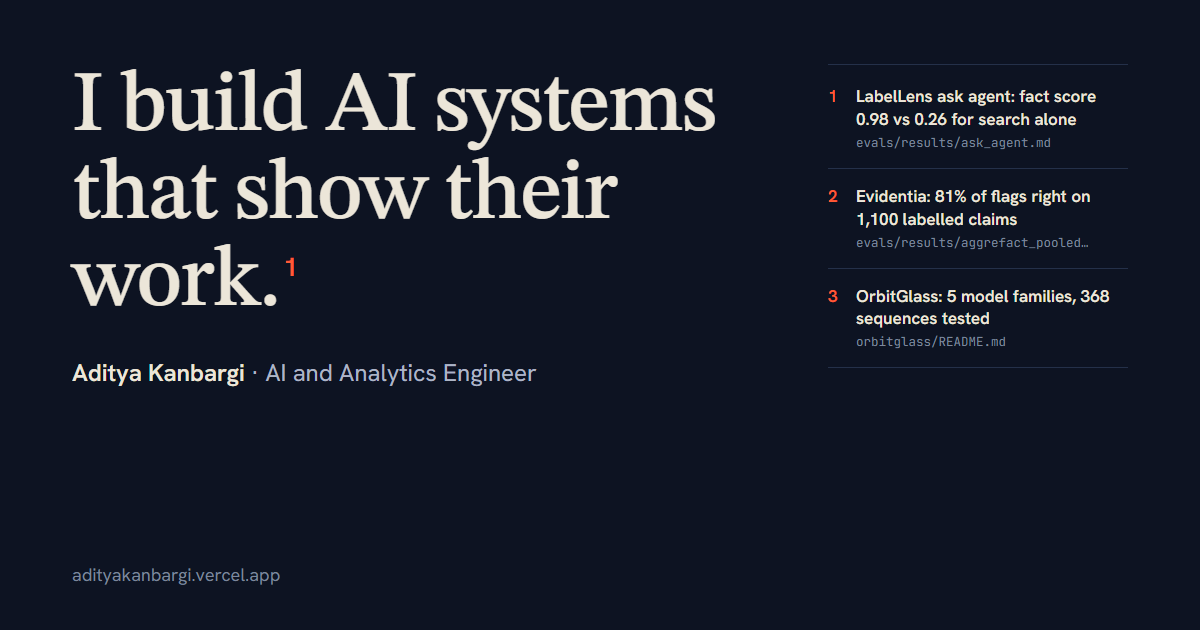 I build AI systems
that show their
work.1
Aditya Kanbargi · AI and Analytics Engineer
1 LabelLens ask agent: fact score
0.98 vs 0.26 for search alone
evals/results/ask_agent.md
2 Evidentia: 81% of flags right on
1,100 labelled claims
evals/results/aggrefact_pooled…
3 OrbitGlass: 5 model families, 368
sequences tested
orbitglass/README.md
adityakanbargi.vercel.app